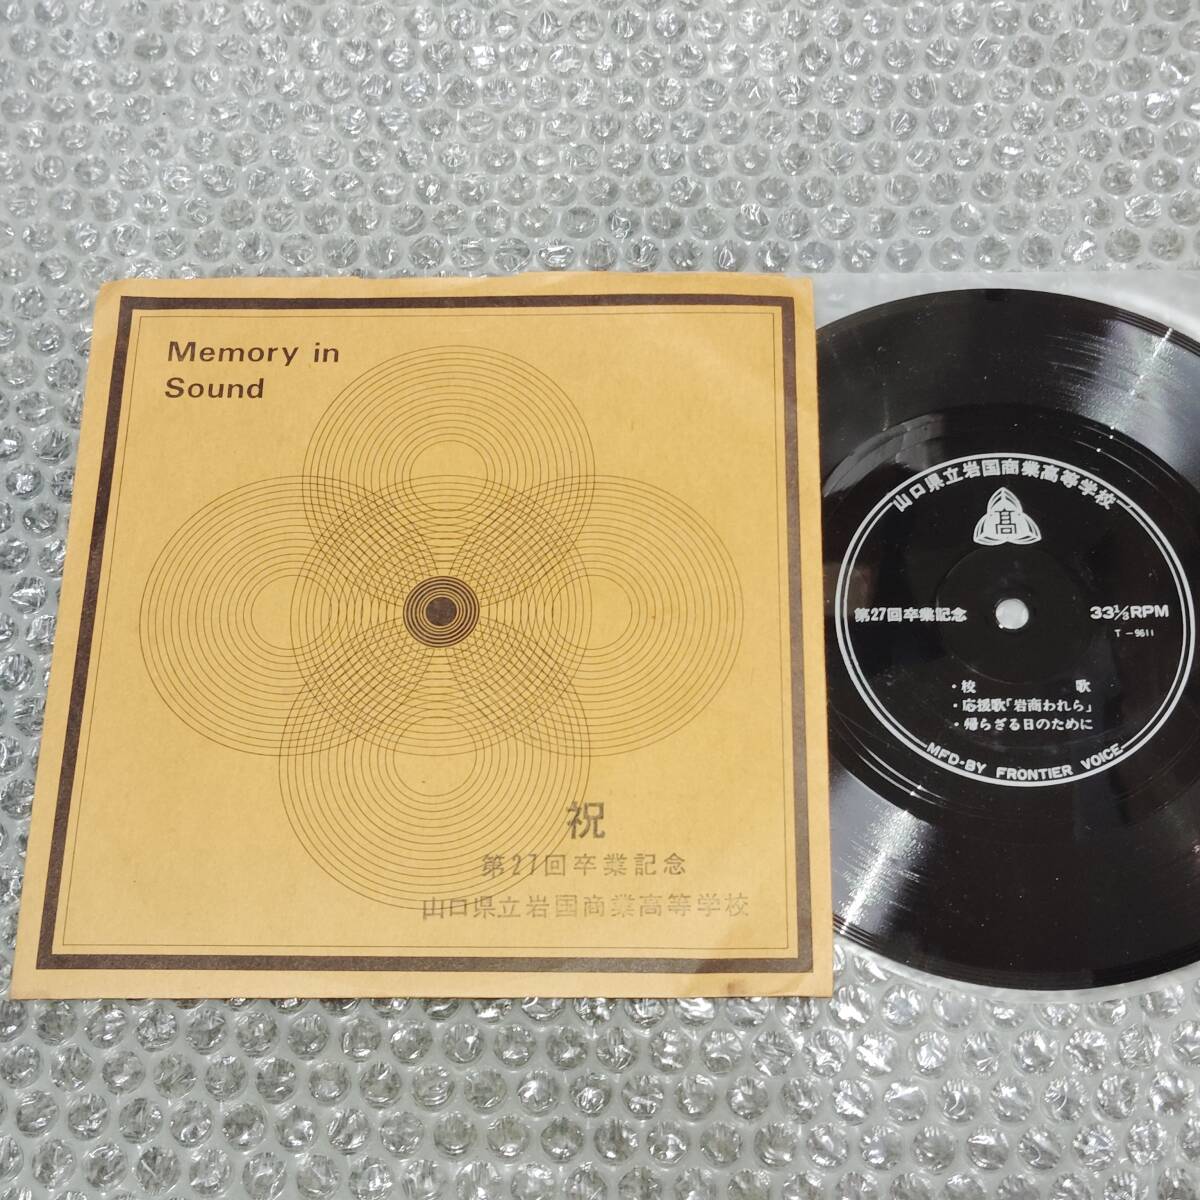 Memory in
Sound
祝
第27回卒業記念
山口県立岩国商業高等学校
山口県立岩国商業高等学校
高
第27回卒業記念
33⅓RPM
T-9611
・校歌
・応援歌「岩商われら」
・帰らざる日のために
MFD-BY FRONTIER VOICE